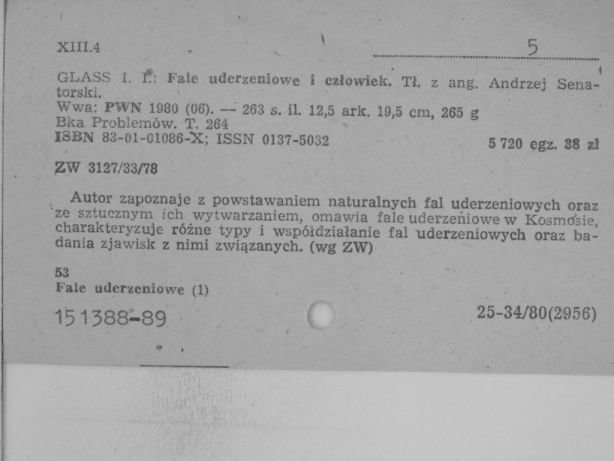 XIII.4
5
GLASS I. I.: Fale uderzeniowe i człowiek. Tł. z ang. Andrzej Sena-
torski.
Wwa: PWN 1980 (06). — 263 s. il. 12,5 ark. 19,5 cm, 265 g
Bka Problemów. T. 264
ISBN 83-01-01086-X; ISSN 0137-5032
5 720 egz. 38 zł
ZW 3127/33/78
Autor zapoznaje z powstawaniem naturalnych fal uderzeniowych oraz
ze sztucznym ich wytwarzaniem, omawia fale uderzeniowe w Kosmosie,
charakteryzuje różne typy i współdziałanie fal uderzeniowych oraz ba-
dania zjawisk z nimi związanych. (wg ZW)
53
Fale uderzeniowe (1)
151388-89
25-34/80(2956)